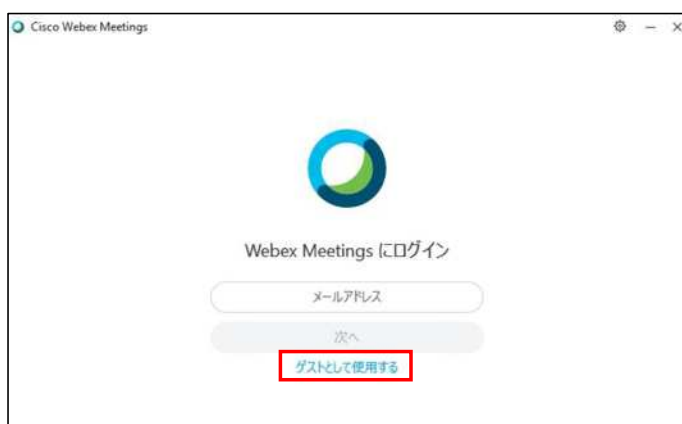 Cisco Webex Meetings
Webex Meetings にログイン
メールアドレス
次へ
ゲストとして使用する